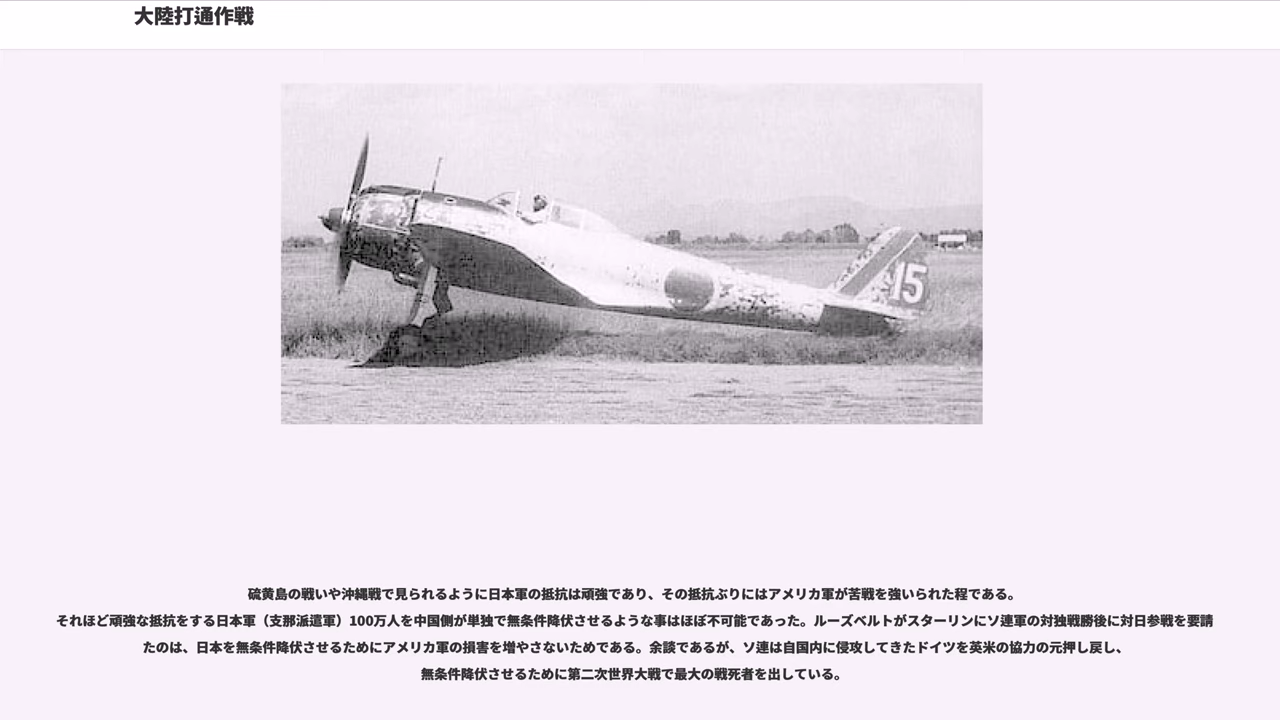 大陸打通作戦
15
硫黄島の戦いや沖縄戦で見られるように日本軍の抵抗は頑強であり、その抵抗ぶりにはアメリカ軍が苦戦を強いられた程である。
それほど頑強な抵抗をする日本軍（支那派遣軍）100万人を中国側が単独で無条件降伏させるような事はほぼ不可能であった。ルーズベルトがスターリンにソ連軍の対独戦勝後に対日参戦を要請
たのは、日本を無条件降伏させるためにアメリカ軍の損害を増やさないためである。余談であるが、ソ連は自国内に侵攻してきたドイツを英米の協力の元押し戻し、
無条件降伏させるために第二次世界大戦で最大の戦死者を出している。